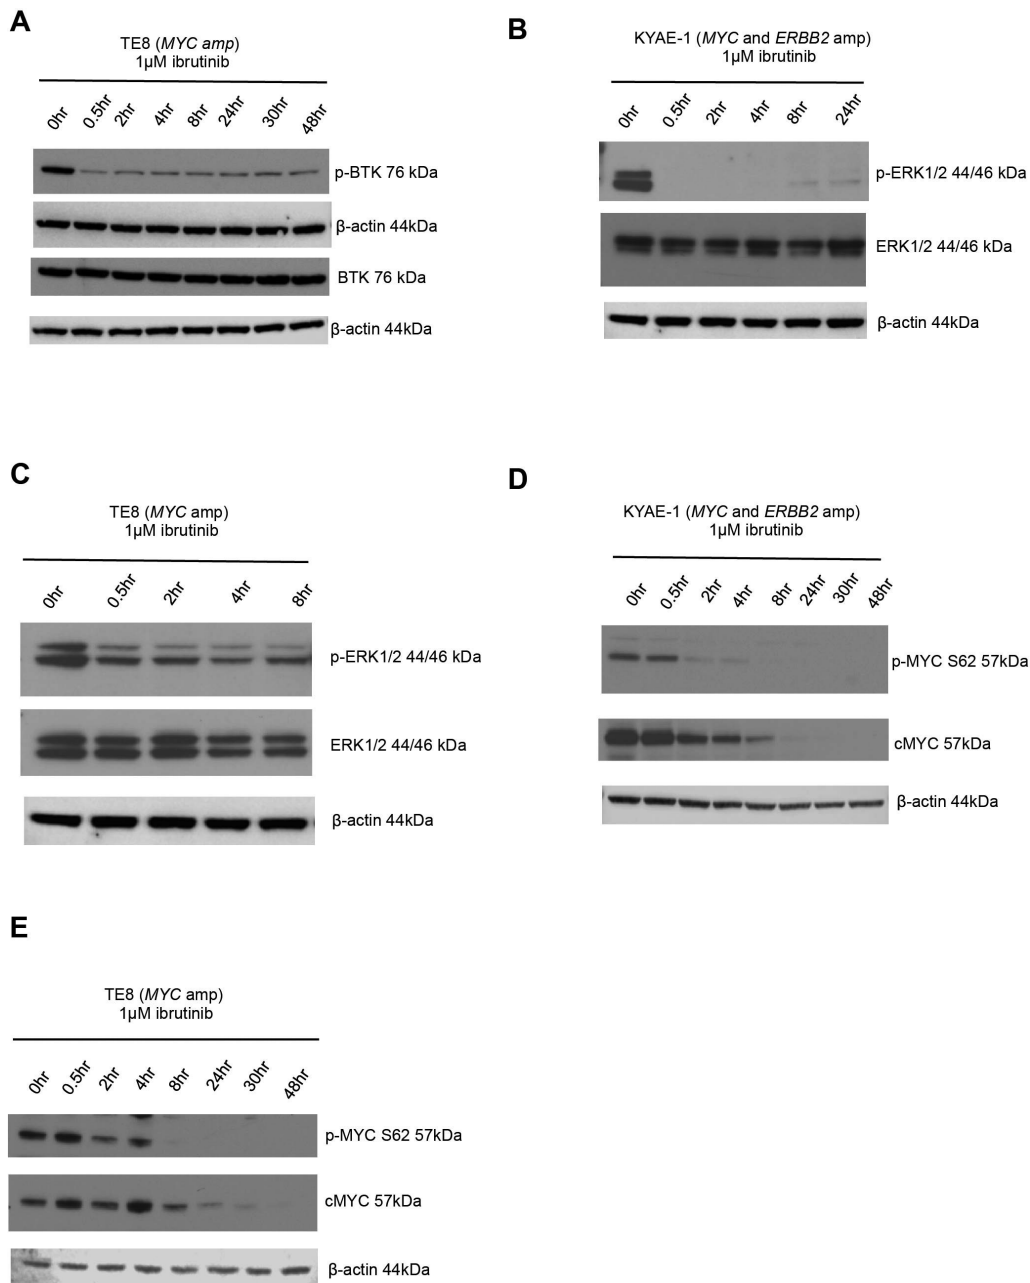 A
TE8 (MYC amp)
1µM ibrutinib
0hr 0.5hr 2hr 4hr 8hr 24hr 30hr 48hr
p-BTK 76 kDa
β-actin 44kDa
BTK 76 kDa
β-actin 44kDa
B
KYAE-1 (MYC and ERBB2 amp)
1µM ibrutinib
0hr 0.5hr 2hr 4hr 8hr 24hr
p-ERK1/2 44/46 kDa
ERK1/2 44/46 kDa
β-actin 44kDa
C
TE8 (MYC amp)
1µM ibrutinib
0hr 0.5hr 2hr 4hr 8hr
p-ERK1/2 44/46 kDa
ERK1/2 44/46 kDa
β-actin 44kDa
D
KYAE-1 (MYC and ERBB2 amp)
1µM ibrutinib
0hr 0.5hr 2hr 4hr 8hr 24hr 30hr 48hr
p-MYC S62 57kDa
cMYC 57kDa
β-actin 44kDa
E
TE8 (MYC amp)
1µM ibrutinib
0hr 0.5hr 2hr 4hr 8hr 24hr 30hr 48hr
p-MYC S62 57kDa
cMYC 57kDa
β-actin 44kDa